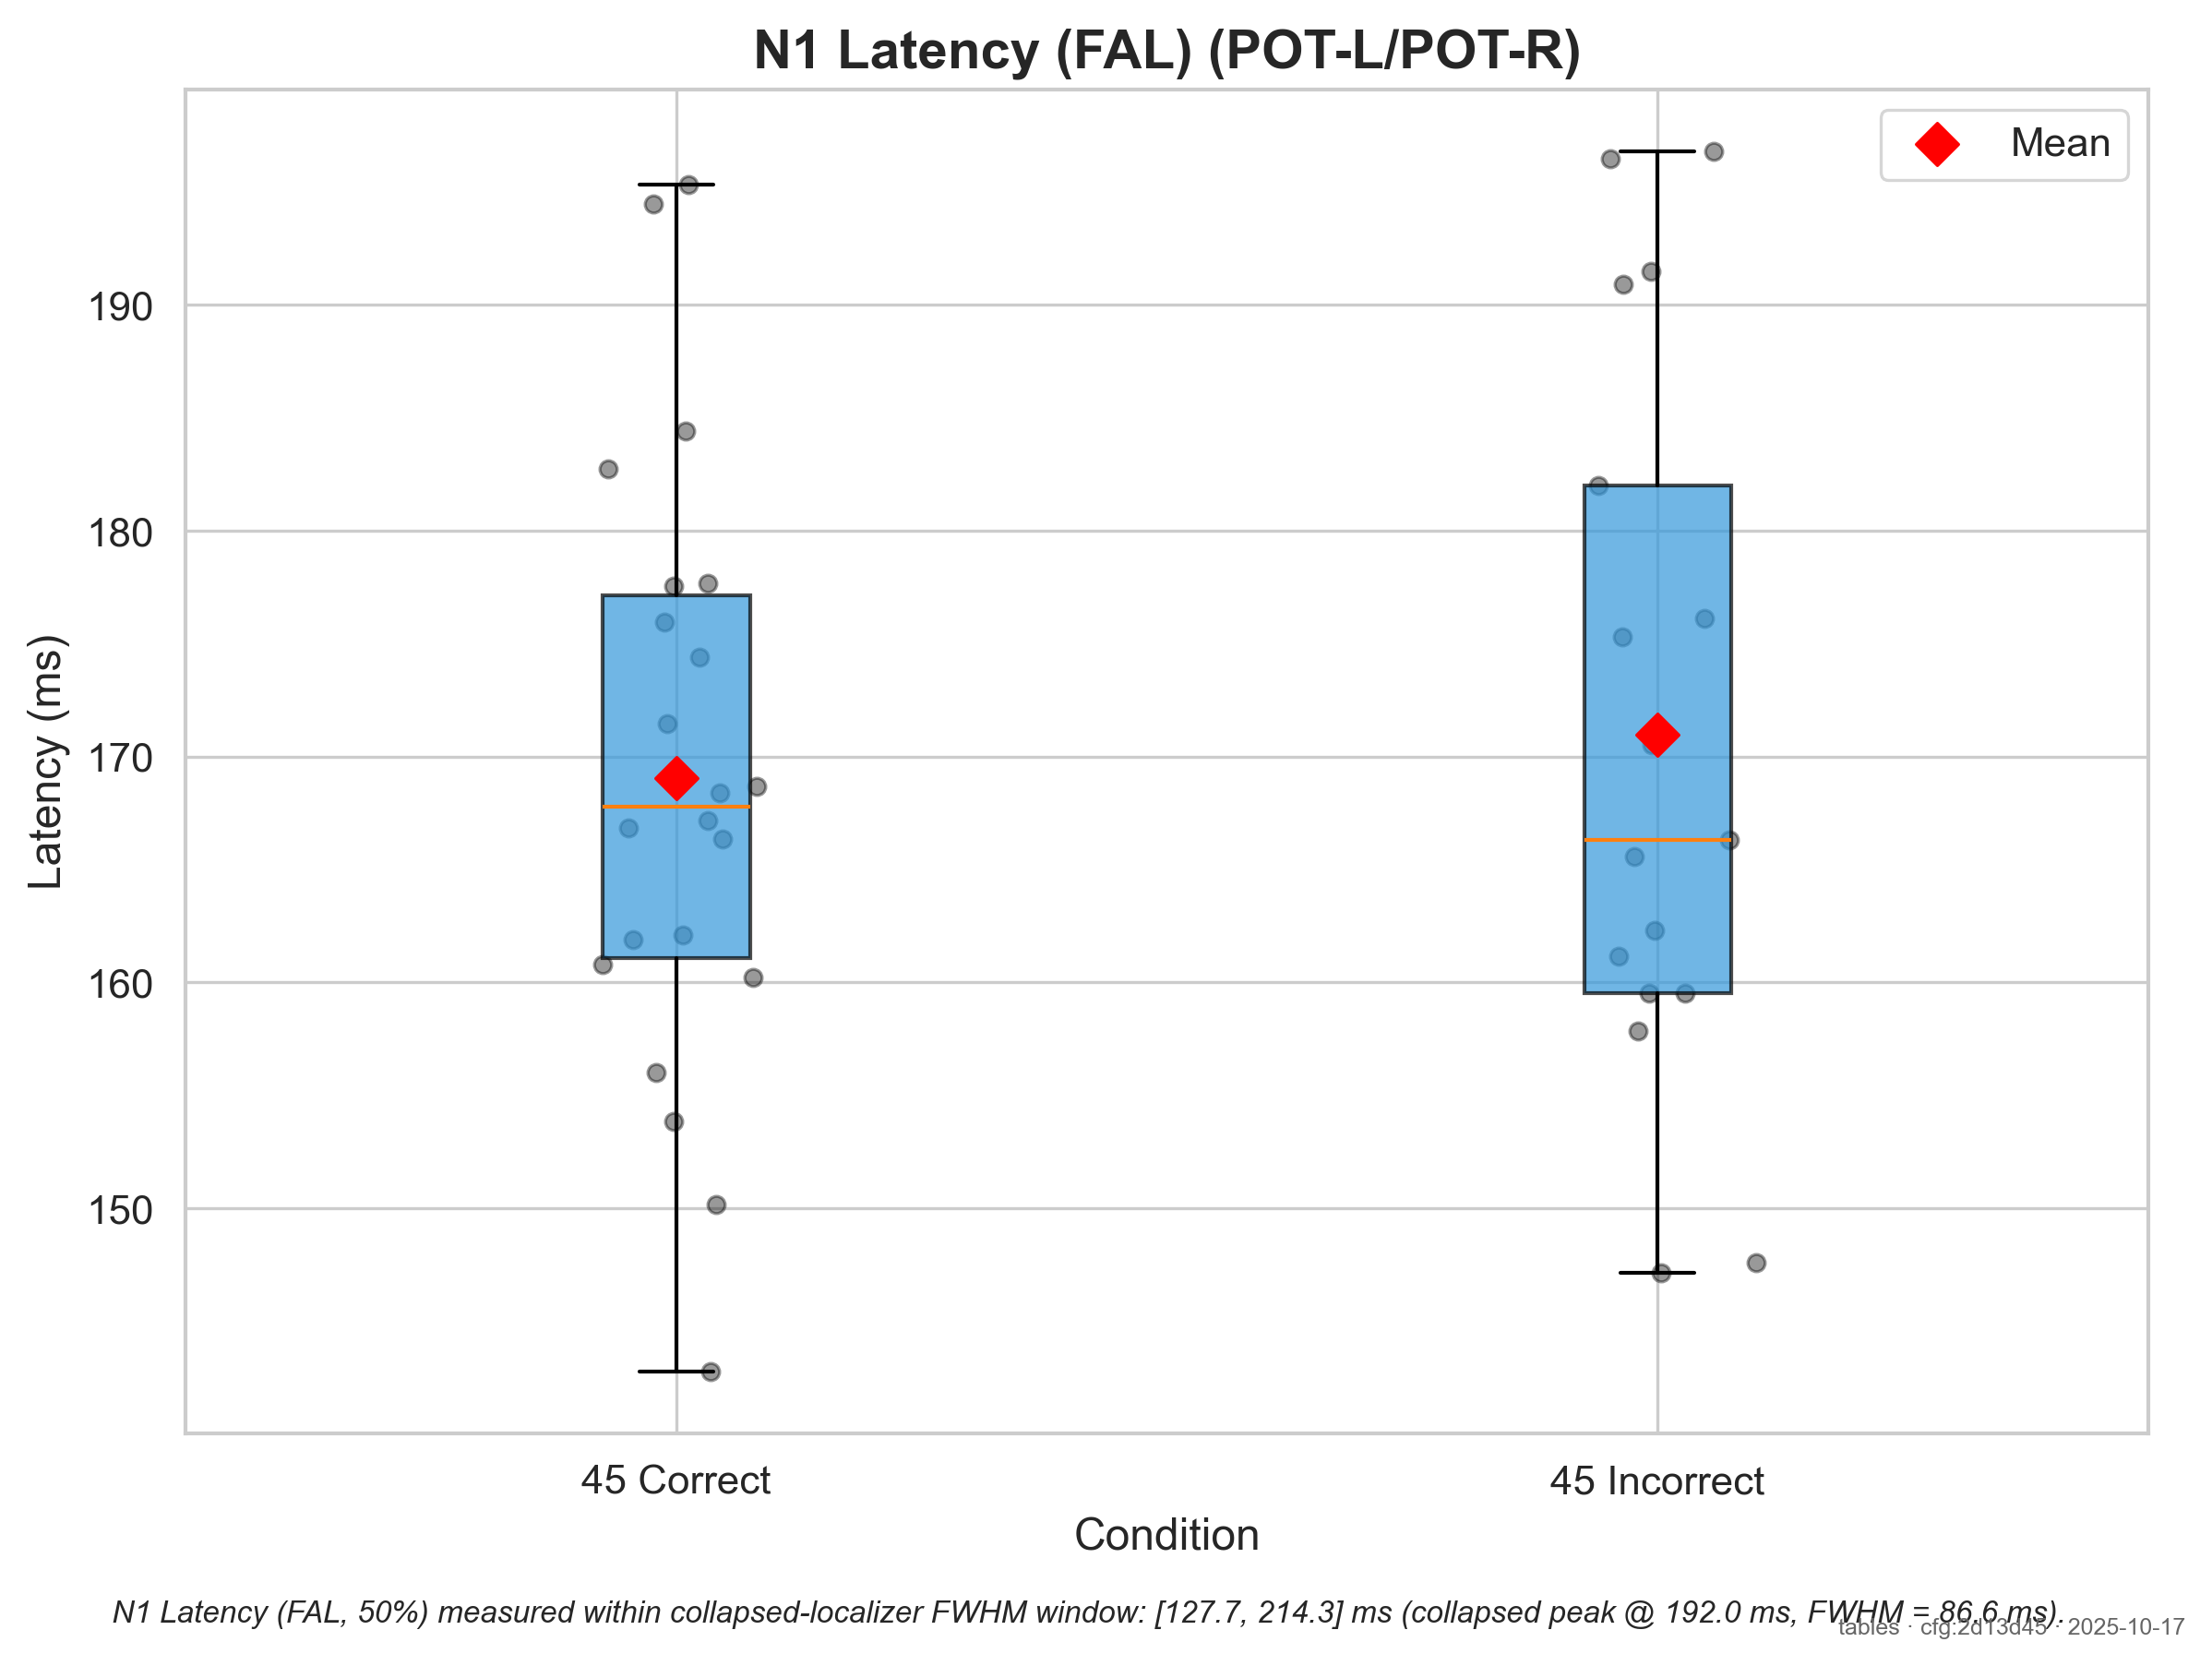 N1 Latency (FAL) (POT-L/POT-R)
Mean
190
180
170
160
150
Latency (ms)
45 Correct
45 Incorrect
Condition
N1 Latency (FAL, 50%) measured within collapsed-localizer FWHM window: [127.7, 214.3] ms (collapsed peak @ 192.0 ms, FWHM = 86.6 ms).
tables · cfg:2d13d45 · 2025-10-17